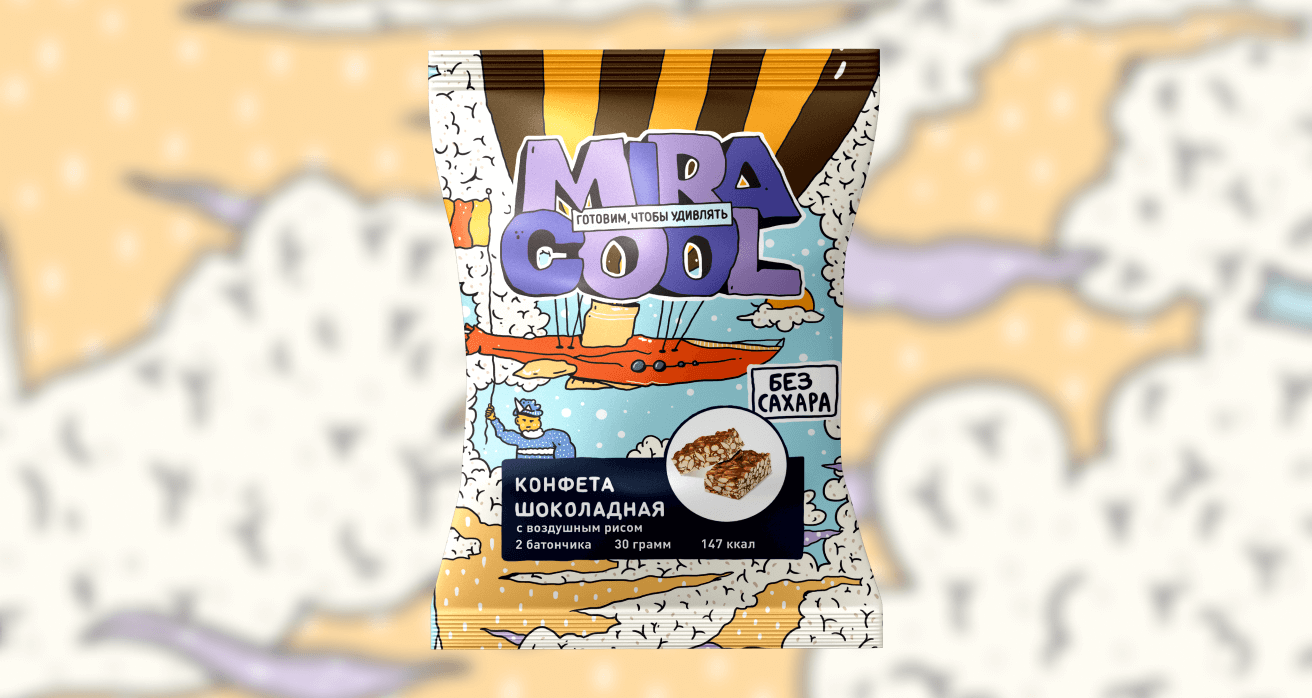 MIRA
ГОТОВИМ, ЧТОБЫ УДИВЛЯТЬ
COOL
БЕЗ
САХАРА
КОНФЕТА
ШОКОЛАДНАЯ
с воздушным рисом
2 батончика 30 грамм 147 ккал